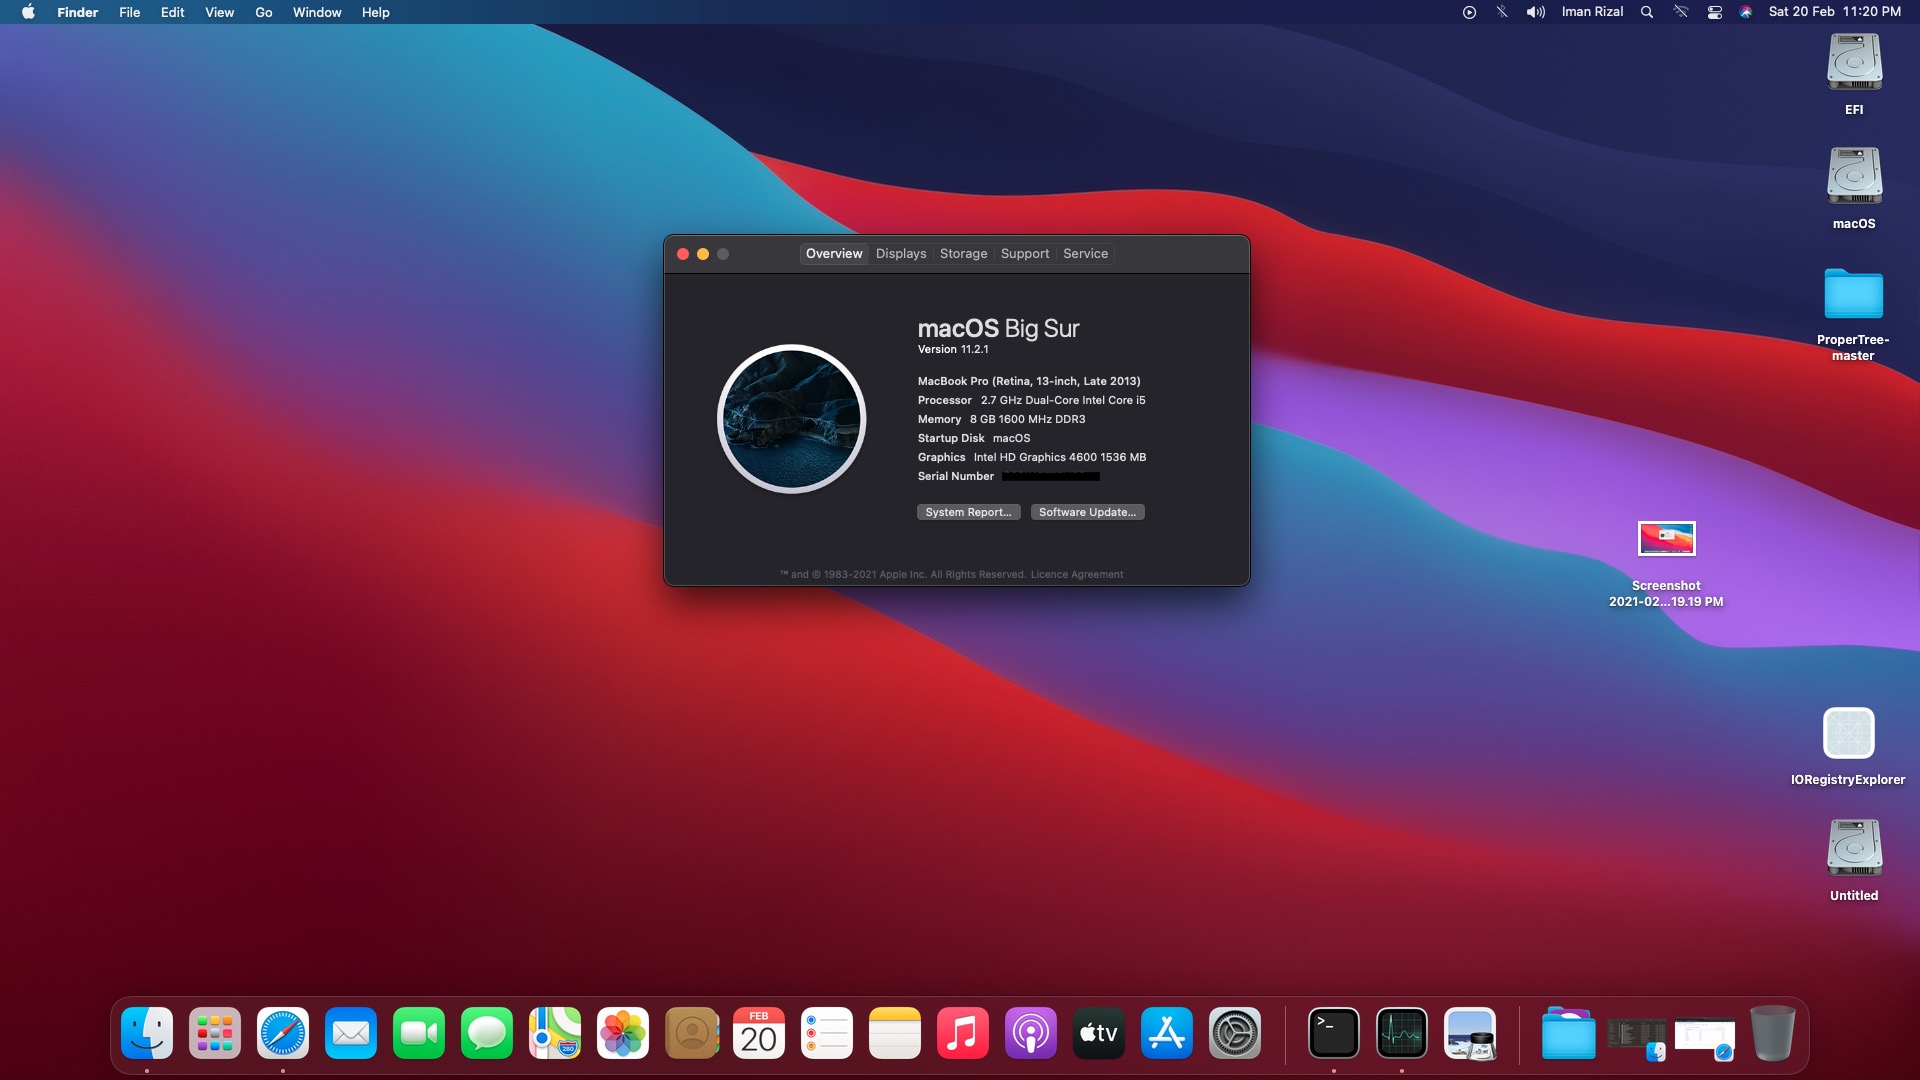 Finder File Edit View Go Window Help
Iman Rizal Sat 20 Feb 11:20 PM
EFI
macOS
ProperTree-
master
Overview Displays Storage Support Service
macOS Big Sur
Version 11.2.1
MacBook Pro (Retina, 13-inch, Late 2013)
Processor 2.7 GHz Dual-Core Intel Core i5
Memory 8 GB 1600 MHz DDR3
Startup Disk macOS
Graphics Intel HD Graphics 4600 1536 MB
Serial Number
System Report... Software Update...
™ and © 1983-2021 Apple Inc. All Rights Reserved. Licence Agreement
Screenshot
2021-02...19.19 PM
IORegistryExplorer
Untitled
280
FEB
20
tv
>_